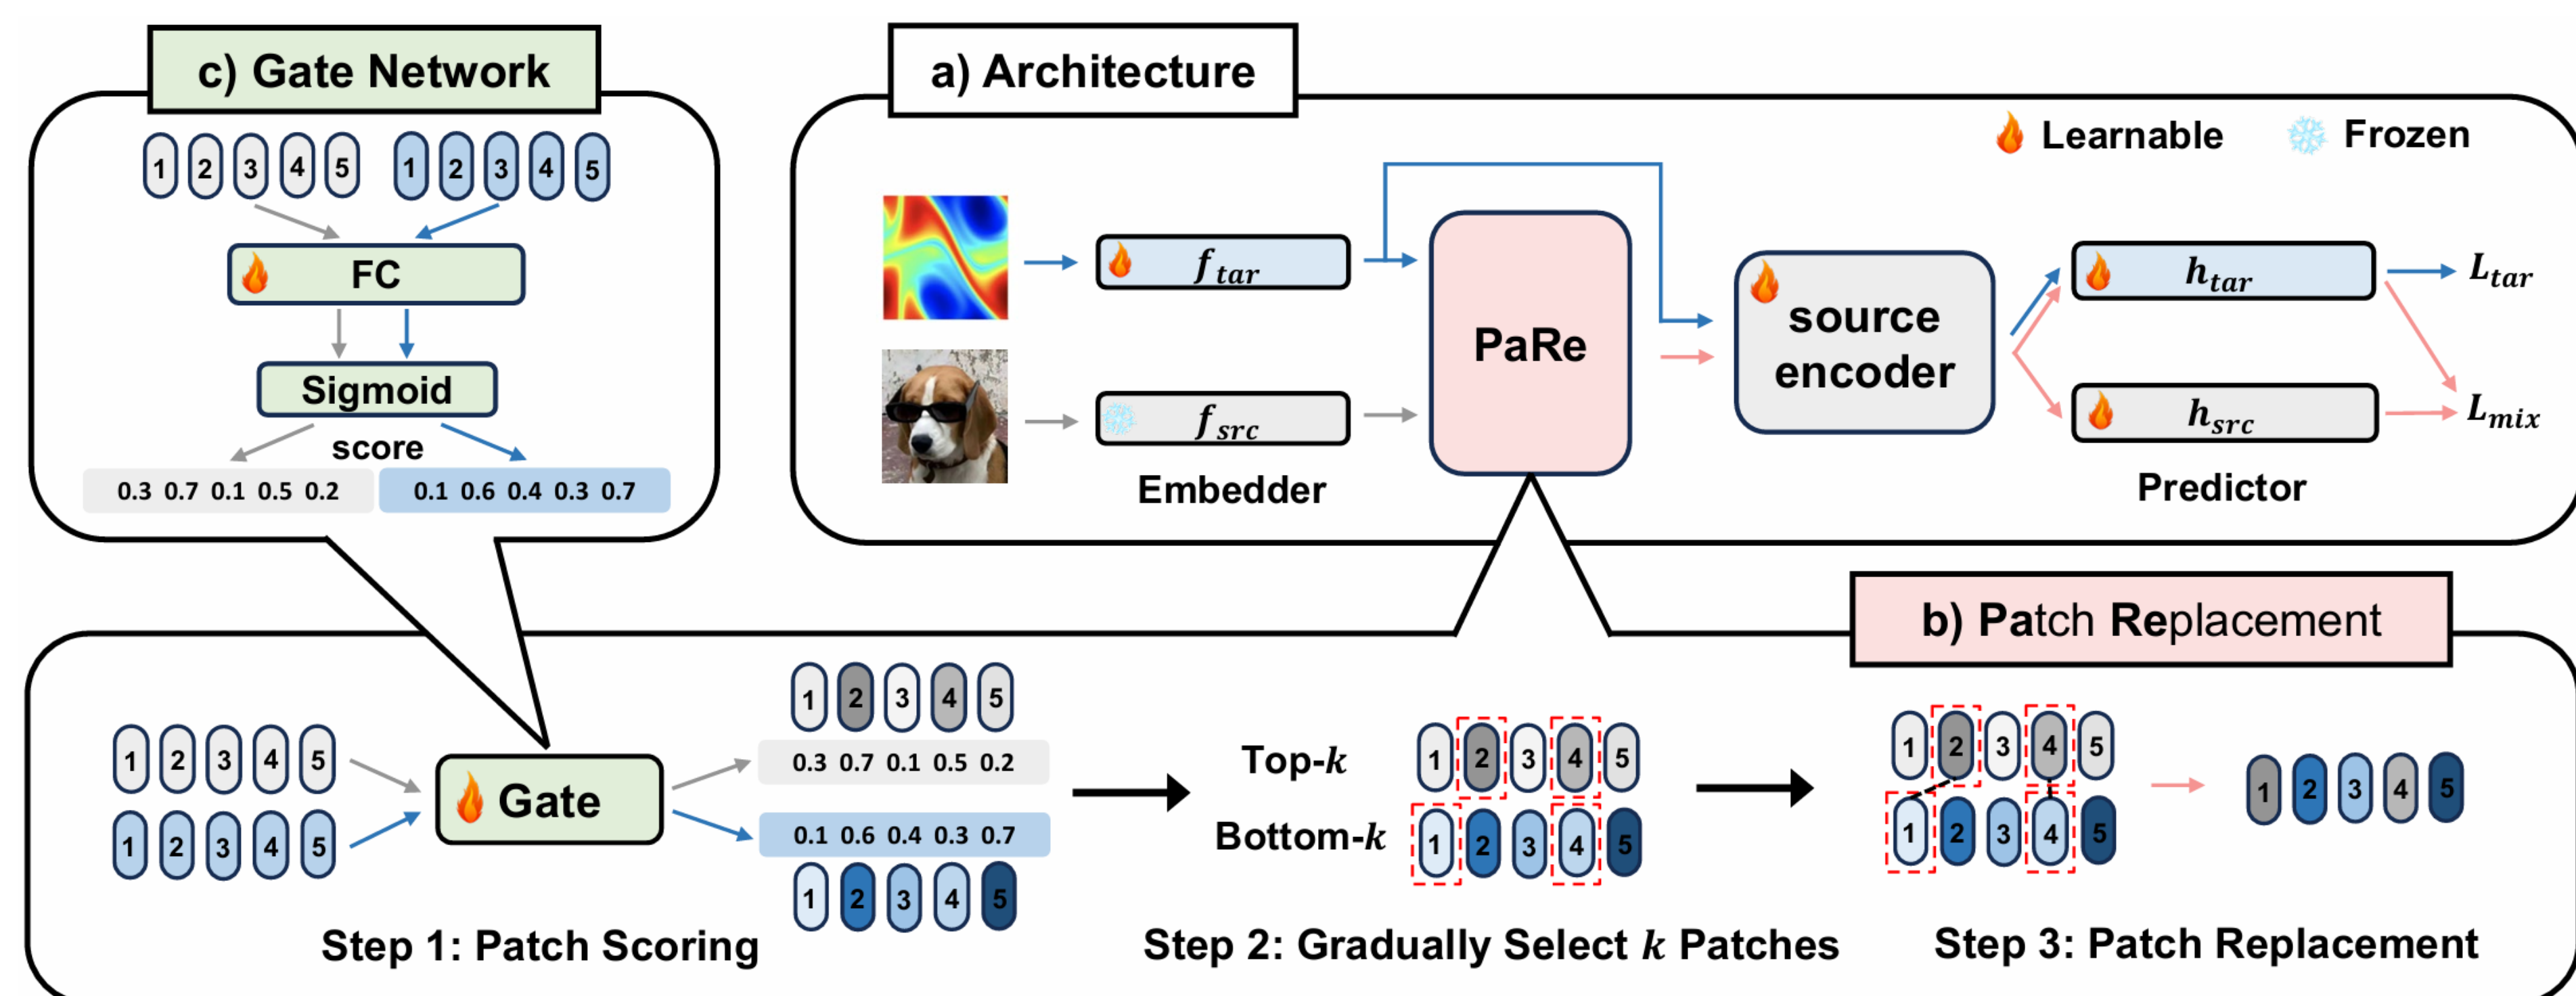 c) Gate Network
1 2 3 4 5 1 2 3 4 5
FC
Sigmoid
score
0.3 0.7 0.1 0.5 0.2 0.1 0.6 0.4 0.3 0.7
a) Architecture
Learnable Frozen
f_tar
f_src
Embedder
PaRe
source
encoder
h_tar
h_src
Predictor
L_tar
L_mix
b) Patch Replacement
1 2 3 4 5
1 2 3 4 5
Gate
1 2 3 4 5
0.3 0.7 0.1 0.5 0.2
0.1 0.6 0.4 0.3 0.7
1 2 3 4 5
Step 1: Patch Scoring
Top-k
1 2 3 4 5
Bottom-k
1 2 3 4 5
Step 2: Gradually Select k Patches
1 2 3 4 5
1 2 3 4 5
1 2 3 4 5
Step 3: Patch Replacement